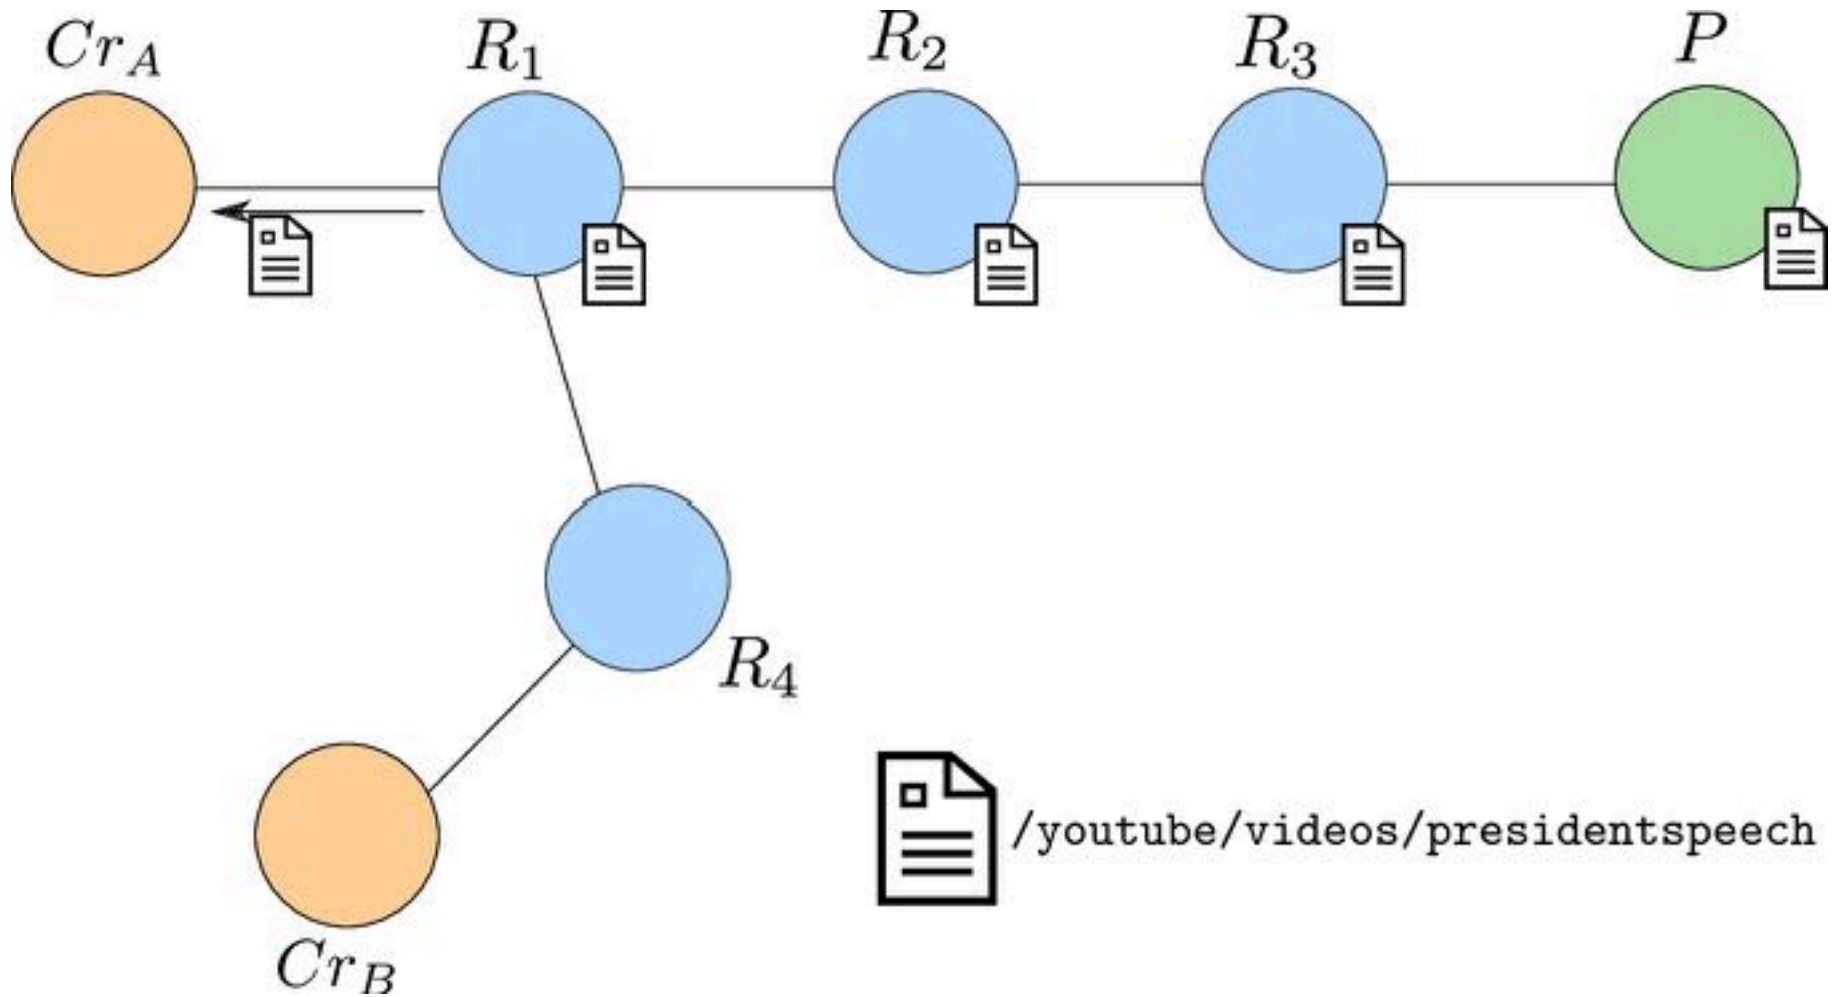 Cr_A
R_1
R_2
R_3
P
R_4
/youtube/videos/presidentspeech
Cr_B